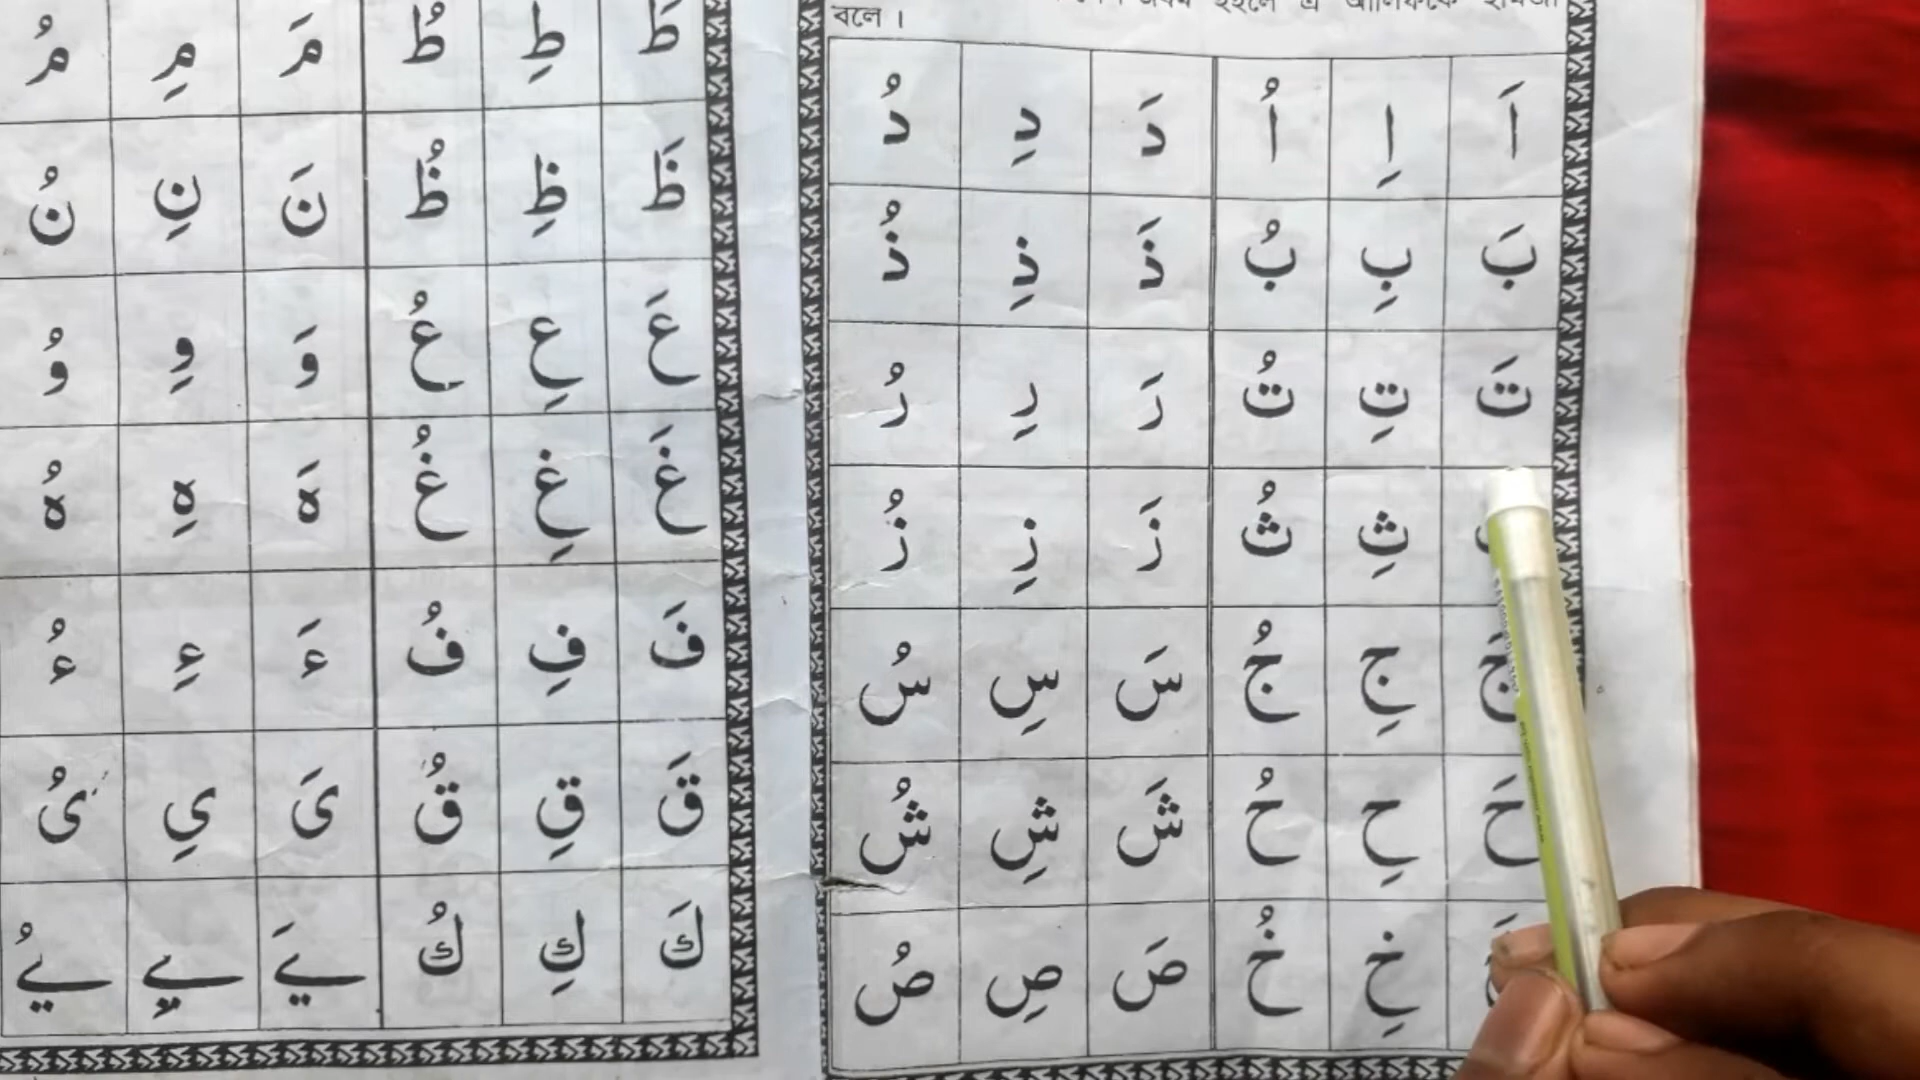 বলে ।
اَ اِ اُ دَ دِ دُ
بَ بِ بُ ذَ ذِ ذُ
تَ تِ تُ رَ رِ رُ
ثِ ثُ زَ زِ زُ
جَ جِ جُ سَ سِ سُ
حَ حِ حُ شَ شِ شُ
خِ خُ صَ صِ صُ
طَ طِ طُ مَ مِ مُ
ظَ ظِ ظُ نَ نِ نُ
عَ عِ عُ وَ وِ وُ
غَ غِ غُ هَ هِ هُ
فَ فِ فُ ءَ ءِ ءُ
قَ قِ قُ ىَ ىِ ىُ
كَ كِ كُ يَے يِے يُے